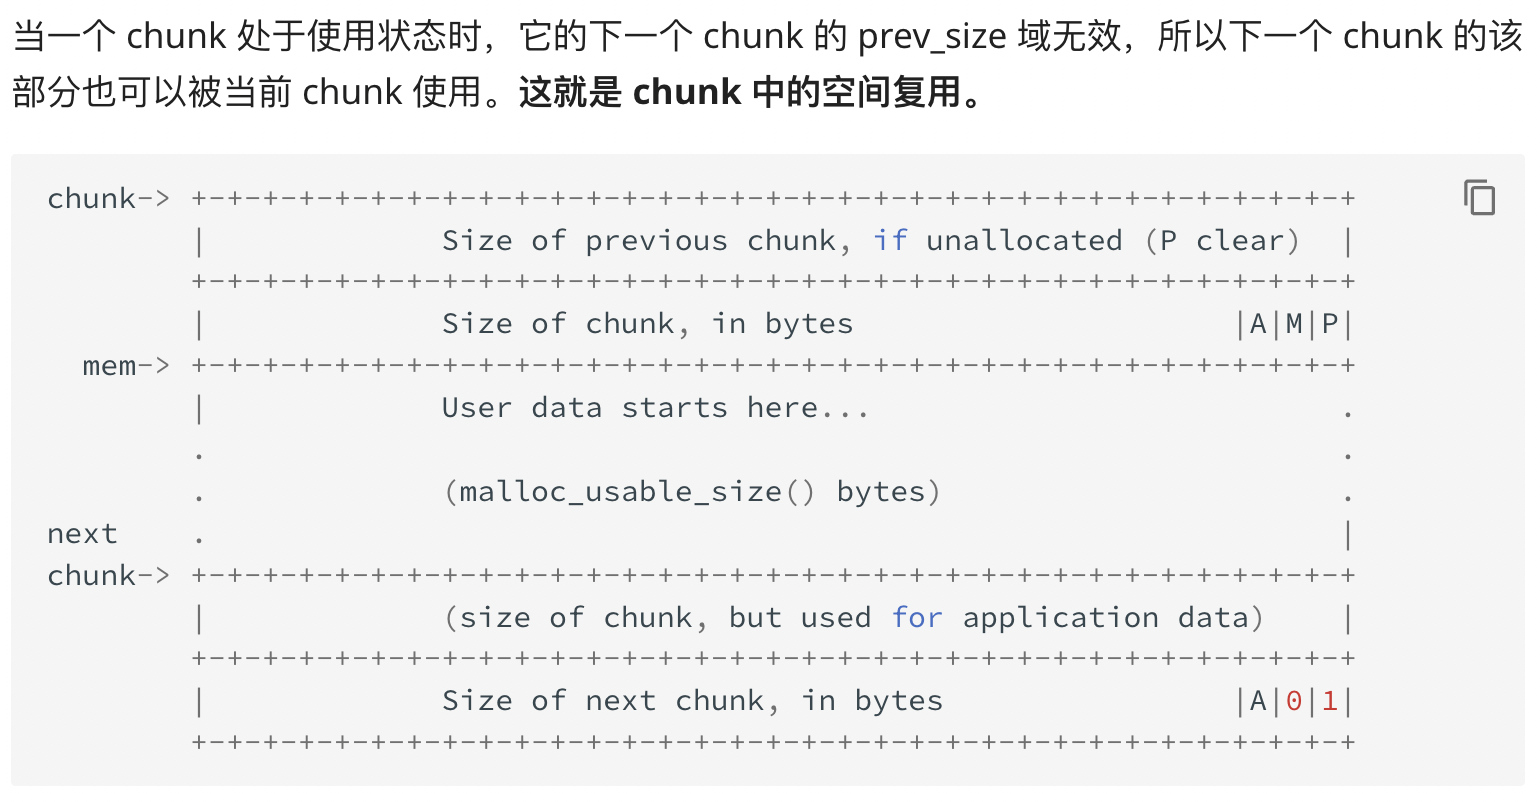 当一个 chunk 处于使用状态时，它的下一个 chunk 的 prev_size 域无效，所以下一个 chunk 的该
部分也可以被当前 chunk 使用。这就是 chunk 中的空间复用。
chunk-> +-+-+-+-+-+-+-+-+-+-+-+-+-+-+-+-+-+-+-+-+-+-+-+-+-+-+-+-+-+-+-+-+
        |             Size of previous chunk, if unallocated (P clear)  |
        +-+-+-+-+-+-+-+-+-+-+-+-+-+-+-+-+-+-+-+-+-+-+-+-+-+-+-+-+-+-+-+-+
        |             Size of chunk, in bytes                     |A|M|P|
  mem-> +-+-+-+-+-+-+-+-+-+-+-+-+-+-+-+-+-+-+-+-+-+-+-+-+-+-+-+-+-+-+-+-+
        |             User data starts here...                          .
        .                                                               .
        .             (malloc_usable_size() bytes)                      .
next    .                                                               |
chunk-> +-+-+-+-+-+-+-+-+-+-+-+-+-+-+-+-+-+-+-+-+-+-+-+-+-+-+-+-+-+-+-+-+
        |             (size of chunk, but used for application data)    |
        +-+-+-+-+-+-+-+-+-+-+-+-+-+-+-+-+-+-+-+-+-+-+-+-+-+-+-+-+-+-+-+-+
        |             Size of next chunk, in bytes                |A|0|1|
        +-+-+-+-+-+-+-+-+-+-+-+-+-+-+-+-+-+-+-+-+-+-+-+-+-+-+-+-+-+-+-+-+